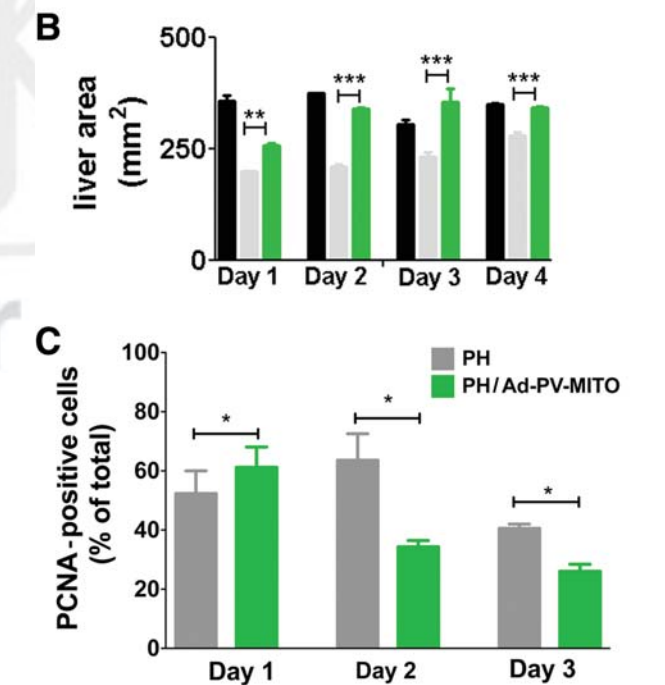 B
500
250
0
liver area
(mm²)
**
***
***
***
Day 1 Day 2 Day 3 Day 4
C
100
80
60
40
20
0
PCNA-positive cells
(% of total)
PH
PH/Ad-PV-MITO
*
*
*
Day 1 Day 2 Day 3